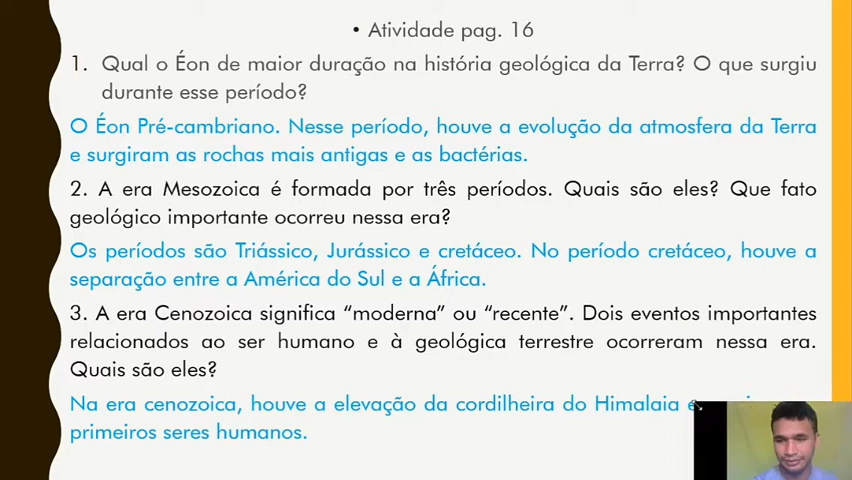 • Atividade pag. 16
1. Qual o Éon de maior duração na história geológica da Terra? O que surgiu
durante esse período?
O Éon Pré-cambriano. Nesse período, houve a evolução da atmosfera da Terra
e surgiram as rochas mais antigas e as bactérias.
2. A era Mesozoica é formada por três períodos. Quais são eles? Que fato
geológico importante ocorreu nessa era?
Os períodos são Triássico, Jurássico e cretáceo. No período cretáceo, houve a
separação entre a América do Sul e a África.
3. A era Cenozoica significa “moderna” ou “recente”. Dois eventos importantes
relacionados ao ser humano e à geológica terrestre ocorreram nessa era.
Quais são eles?
Na era cenozoica, houve a elevação da cordilheira do Himalaia
primeiros seres humanos.